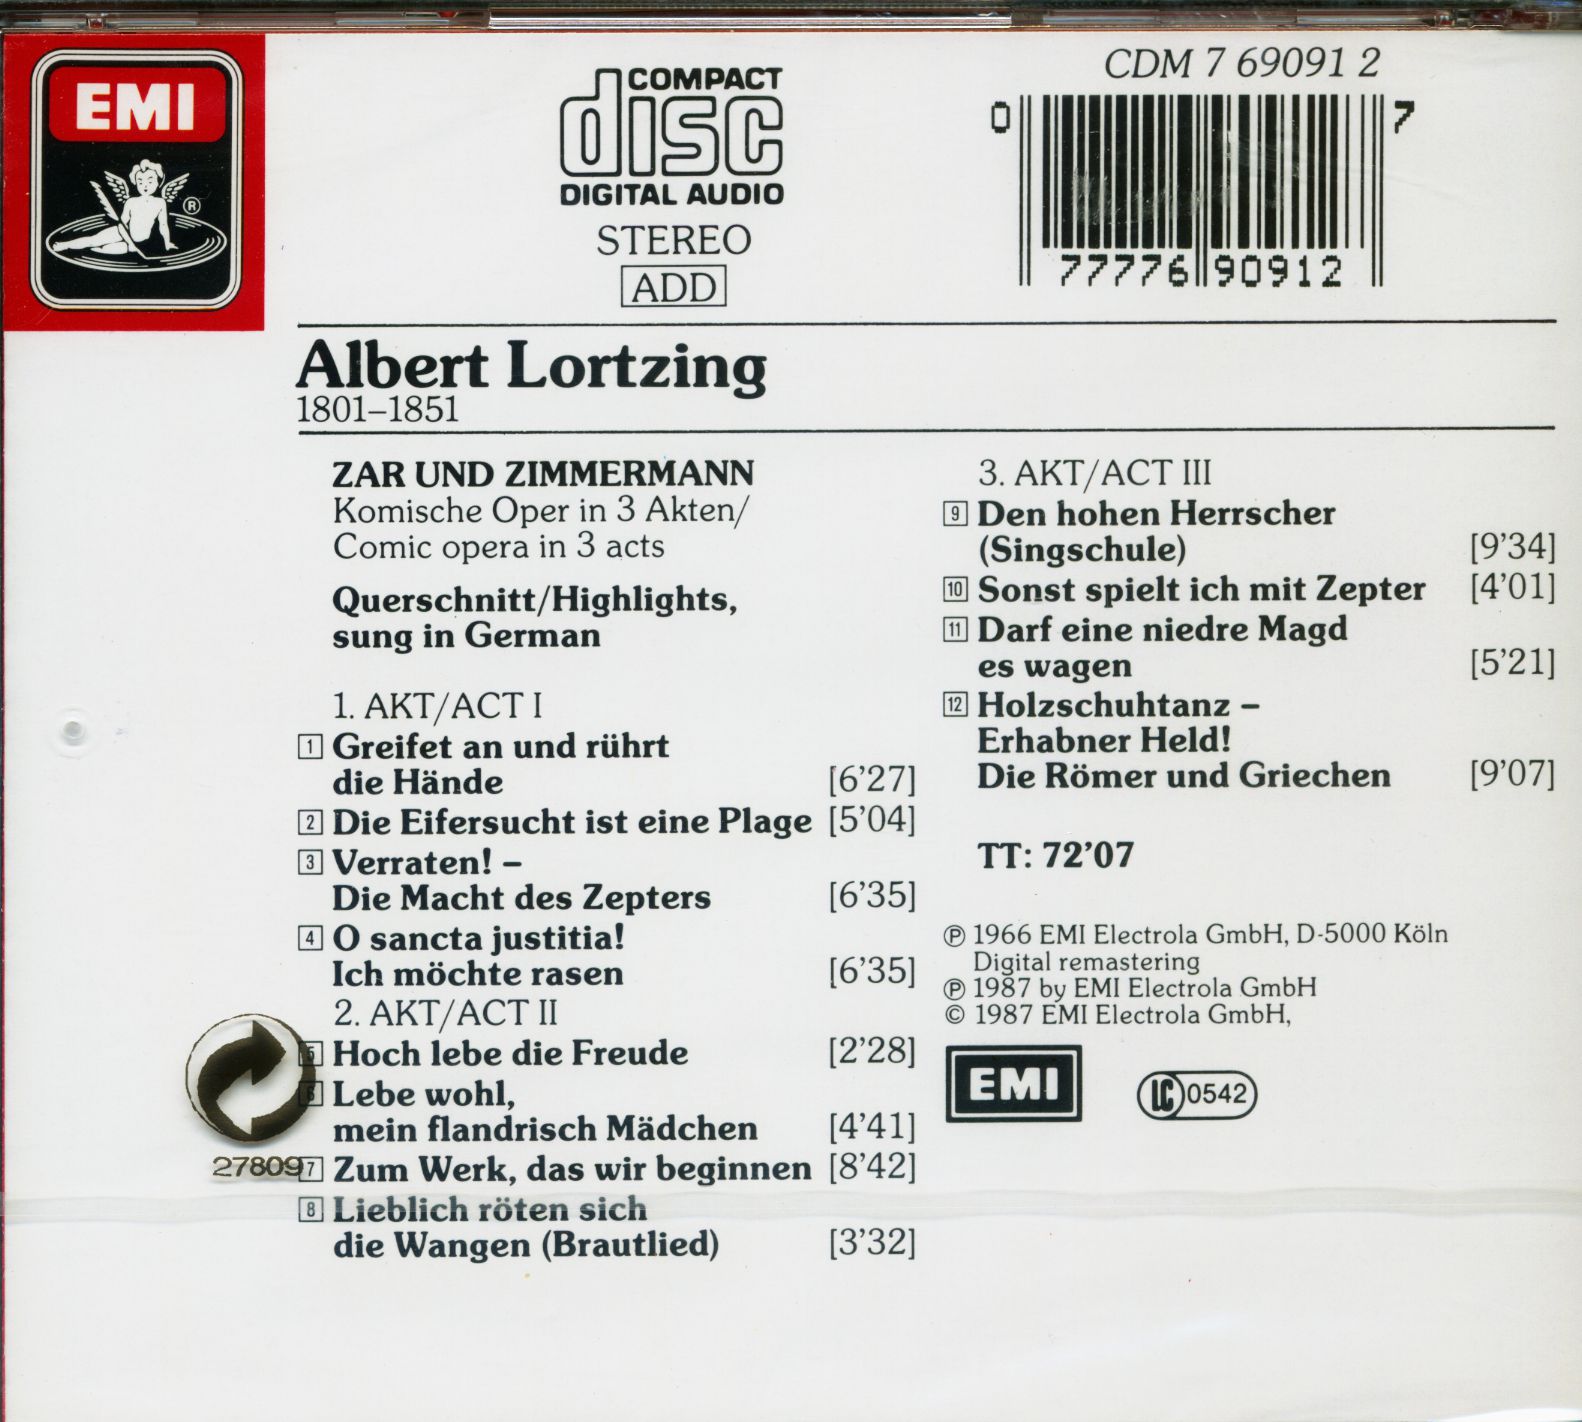 EMI
®
COMPACT
disc
DIGITAL AUDIO
STEREO
ADD
CDM 7 69091 2
0 77776 90912 7
Albert Lortzing
1801–1851
ZAR UND ZIMMERMANN
Komische Oper in 3 Akten/
Comic opera in 3 acts
Querschnitt/Highlights,
sung in German
1. AKT/ACT I
1 Greifet an und rührt
die Hände [6'27]
2 Die Eifersucht ist eine Plage [5'04]
3 Verraten! –
Die Macht des Zepters [6'35]
4 O sancta justitia!
Ich möchte rasen [6'35]
2. AKT/ACT II
5 Hoch lebe die Freude [2'28]
6 Lebe wohl,
mein flandrisch Mädchen [4'41]
7 Zum Werk, das wir beginnen [8'42]
8 Lieblich röten sich
die Wangen (Brautlied) [3'32]
27809
3. AKT/ACT III
9 Den hohen Herrscher
(Singschule) [9'34]
10 Sonst spielt ich mit Zepter [4'01]
11 Darf eine niedre Magd
es wagen [5'21]
12 Holzschuhtanz –
Erhabner Held!
Die Römer und Griechen [9'07]
TT: 72'07
℗ 1966 EMI Electrola GmbH, D-5000 Köln
Digital remastering
℗ 1987 by EMI Electrola GmbH
© 1987 EMI Electrola GmbH,
EMI
LC 0542